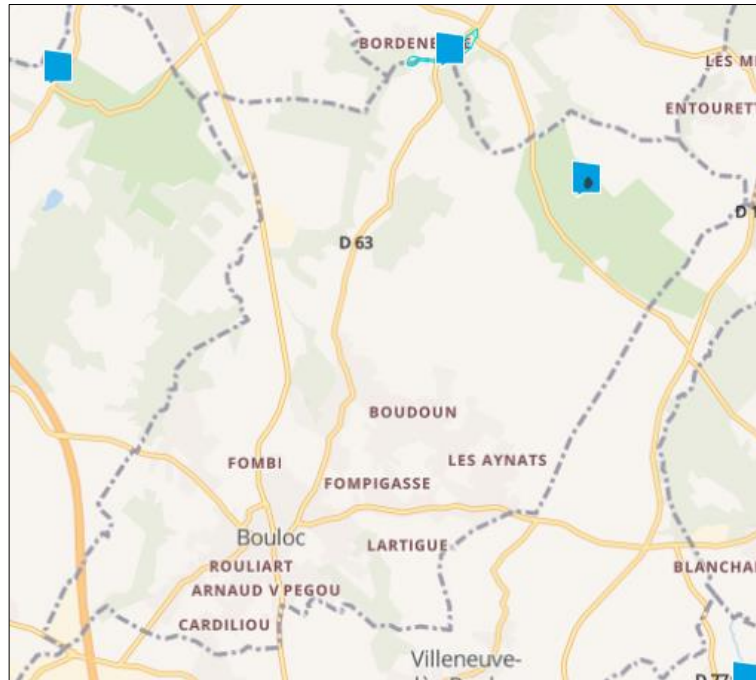 BORDENE
LES M
ENTOURET
D 63
BOUDOUN
LES AYNATS
FOMBI
FOMPIGASSE
Bouloc
LARTIGUE
ROULIART
ARNAUD V PEGOU
BLANCHA
CARDILIOU
Villeneuve-